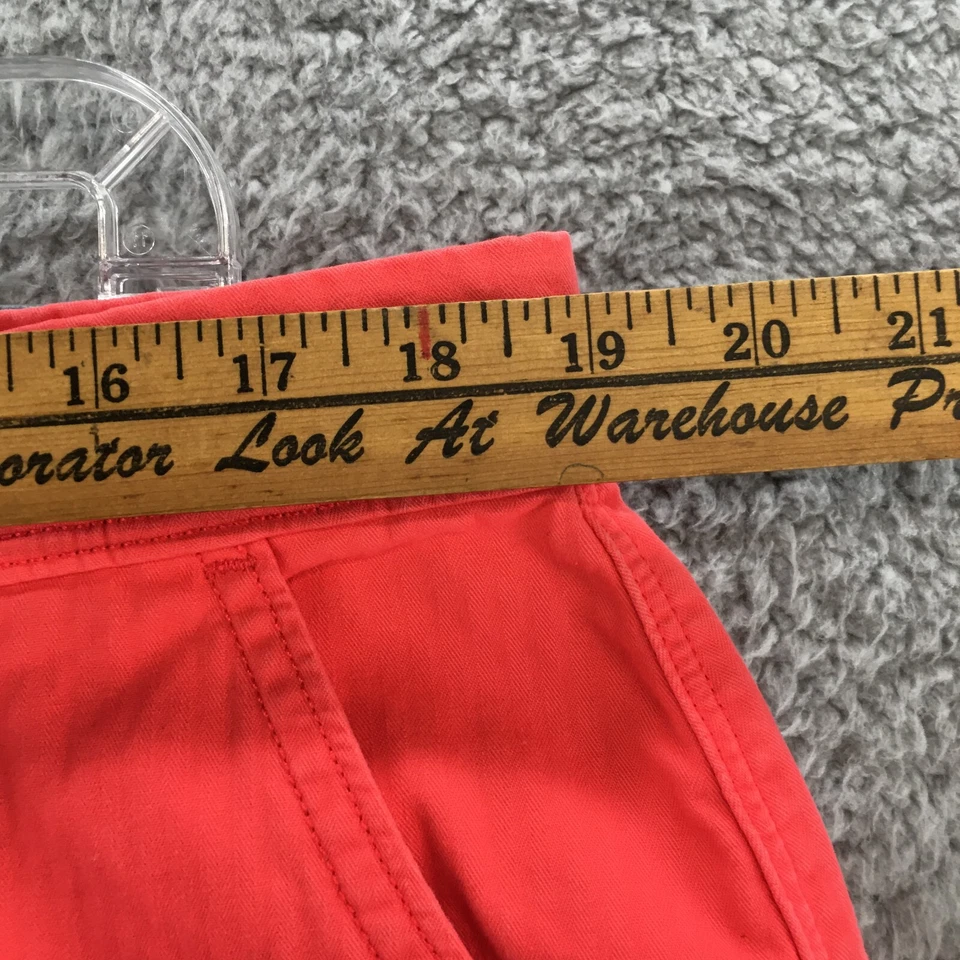 16 17 18 19 20 21
orator Look At Warehouse Pr